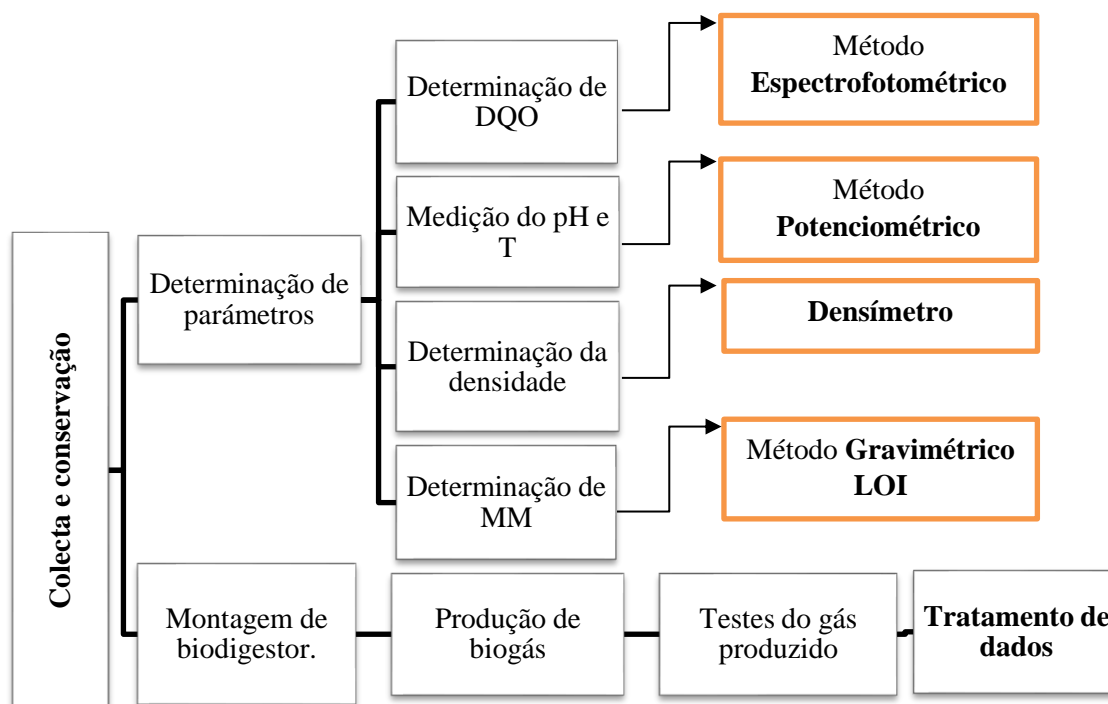 Colecta e conservação
Determinação de
parámetros
Determinação de
DQO
Método
Espectrofotométrico
Medição do pH e
T
Método
Potenciométrico
Determinação da
densidade
Densímetro
Determinação de
MM
Método Gravimétrico
LOI
Montagem de
biodigestor.
Produção de
biogás
Testes do gás
produzido
Tratamento de
dados